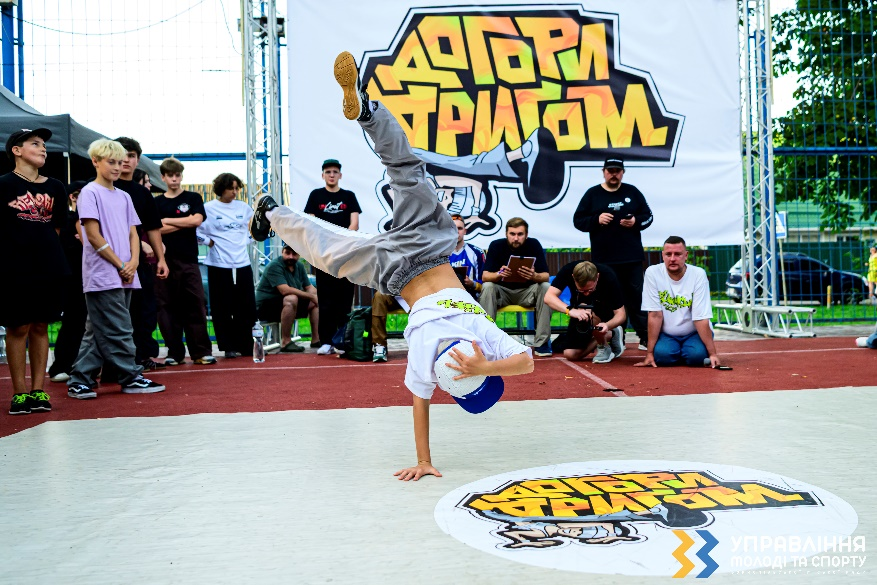 ДОГОРИ
ДРИГОМ
ДОГОРИ
ДРИГОМ
УПРАВЛІННЯ
МОЛОДІ ТА СПОРТУ